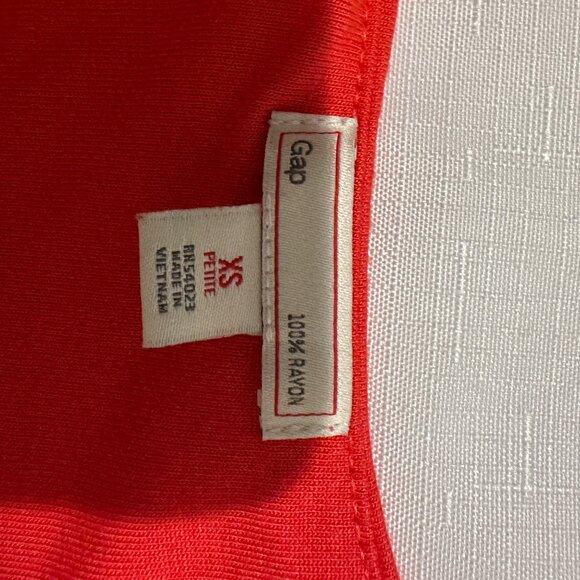 Gap
100% RAYON
XS
PETITE
RN54023
MADE IN
VIETNAM